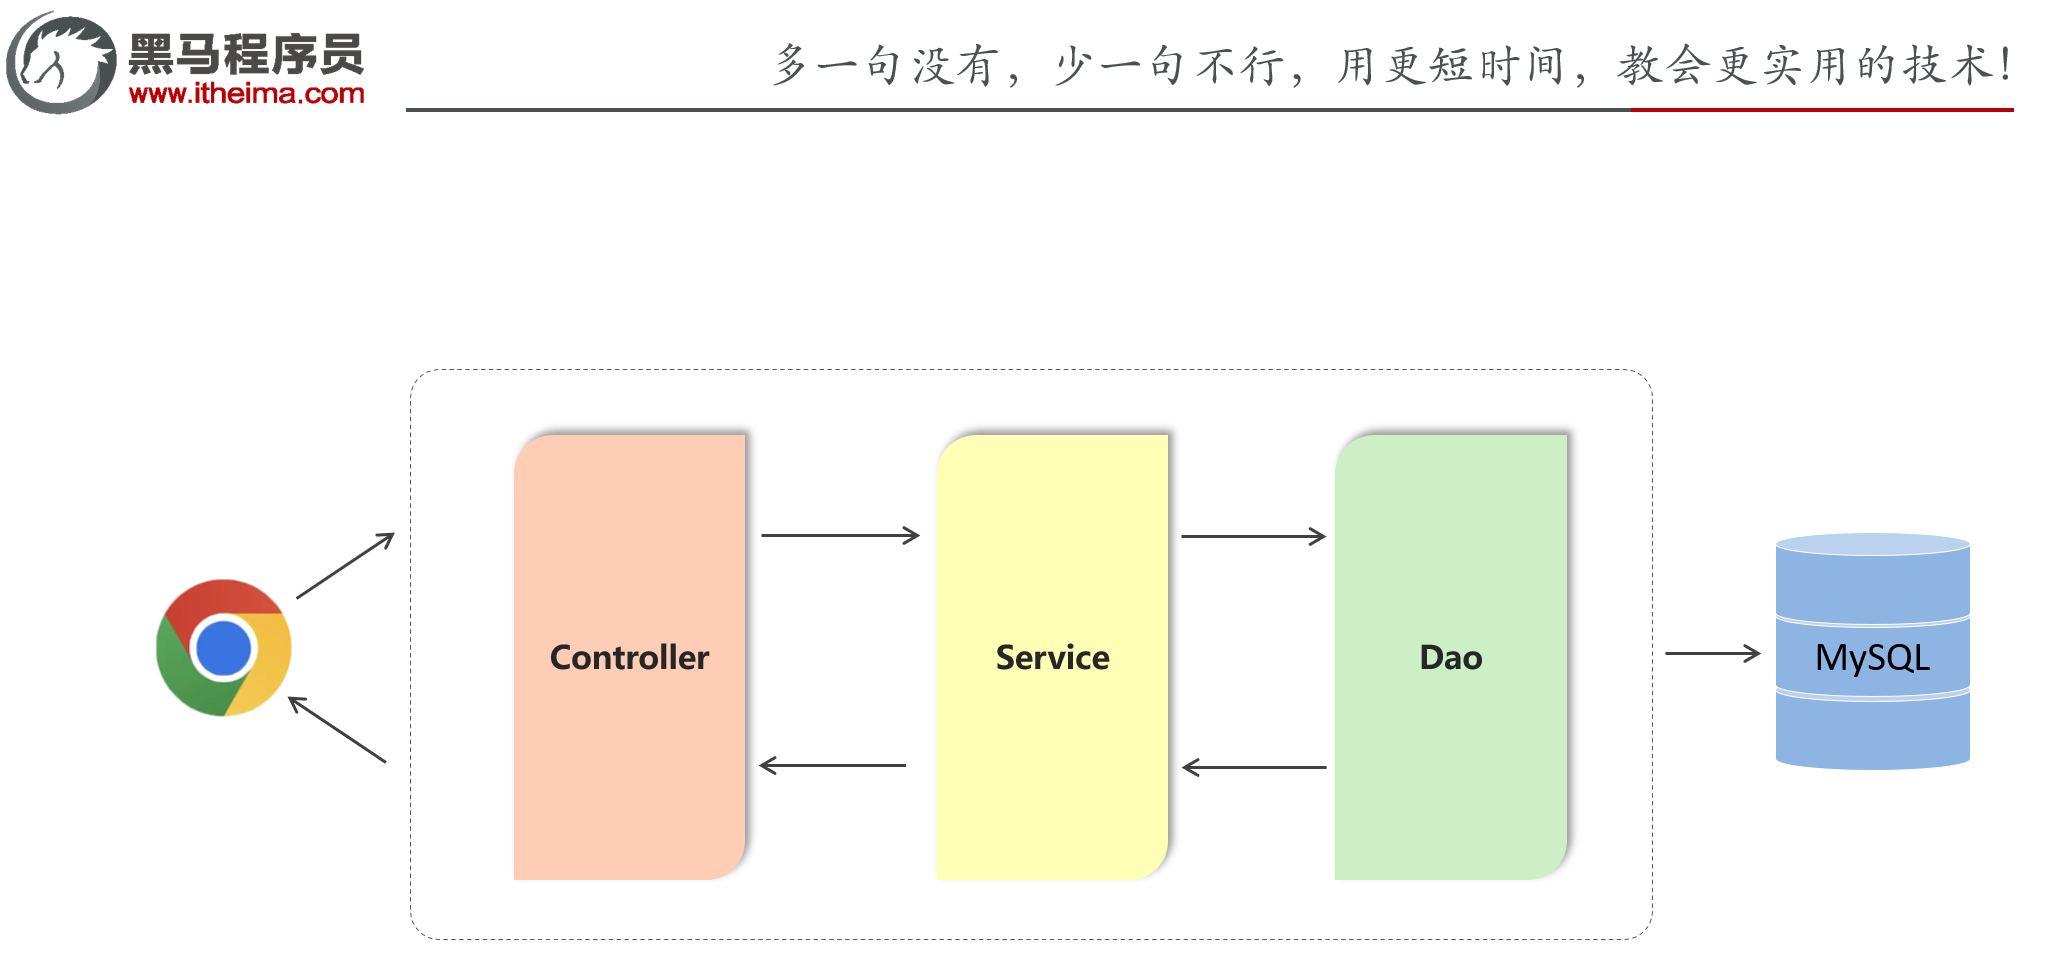 黑马程序员
www.itheima.com
多一句没有，少一句不行，用更短时间，教会更实用的技术！
Controller
Service
Dao
MySQL